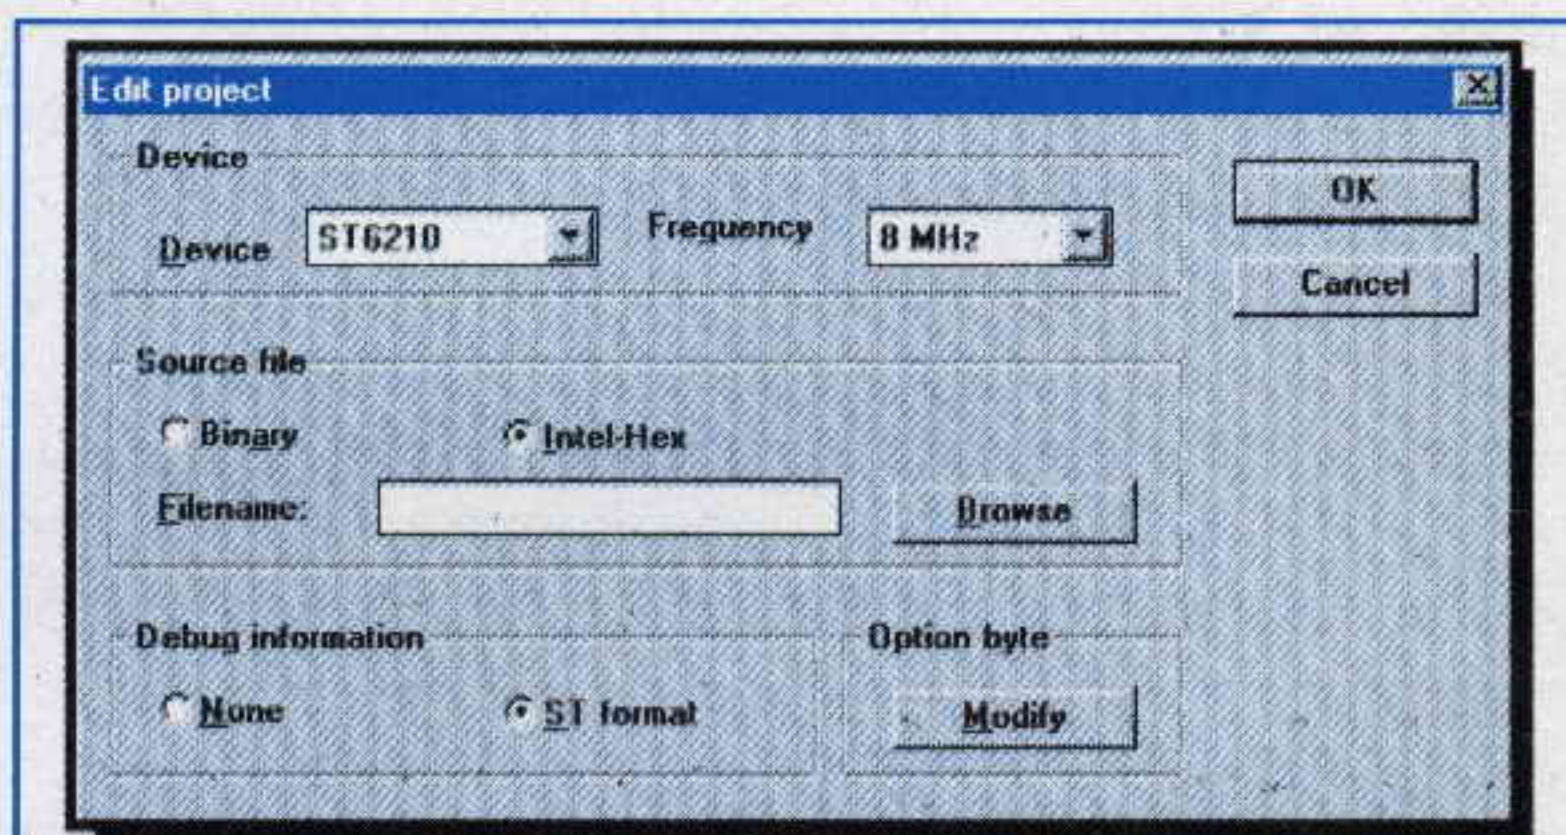 Edit project
Device
Device ST6210 Frequency 8 MHz
OK
Cancel
Source file
Binary Intel-Hex
Filename: Browse
Debug information
None ST format
Option byte
Modify